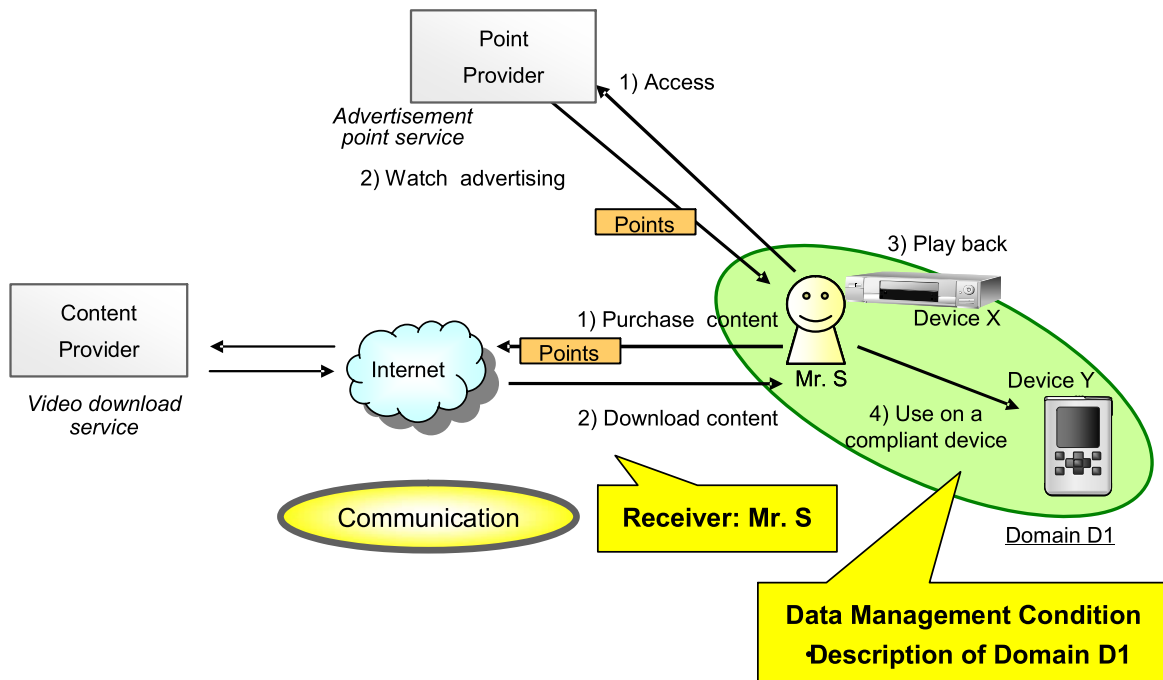 Point
Provider
1) Access
Advertisement
point service
2) Watch advertising
Points
3) Play back
Device X
Content
Provider
Video download
service
Internet
1) Purchase content
Points
2) Download content
Mr. S
Device Y
4) Use on a
compliant device
Domain D1
Communication
Receiver: Mr. S
Data Management Condition
•Description of Domain D1